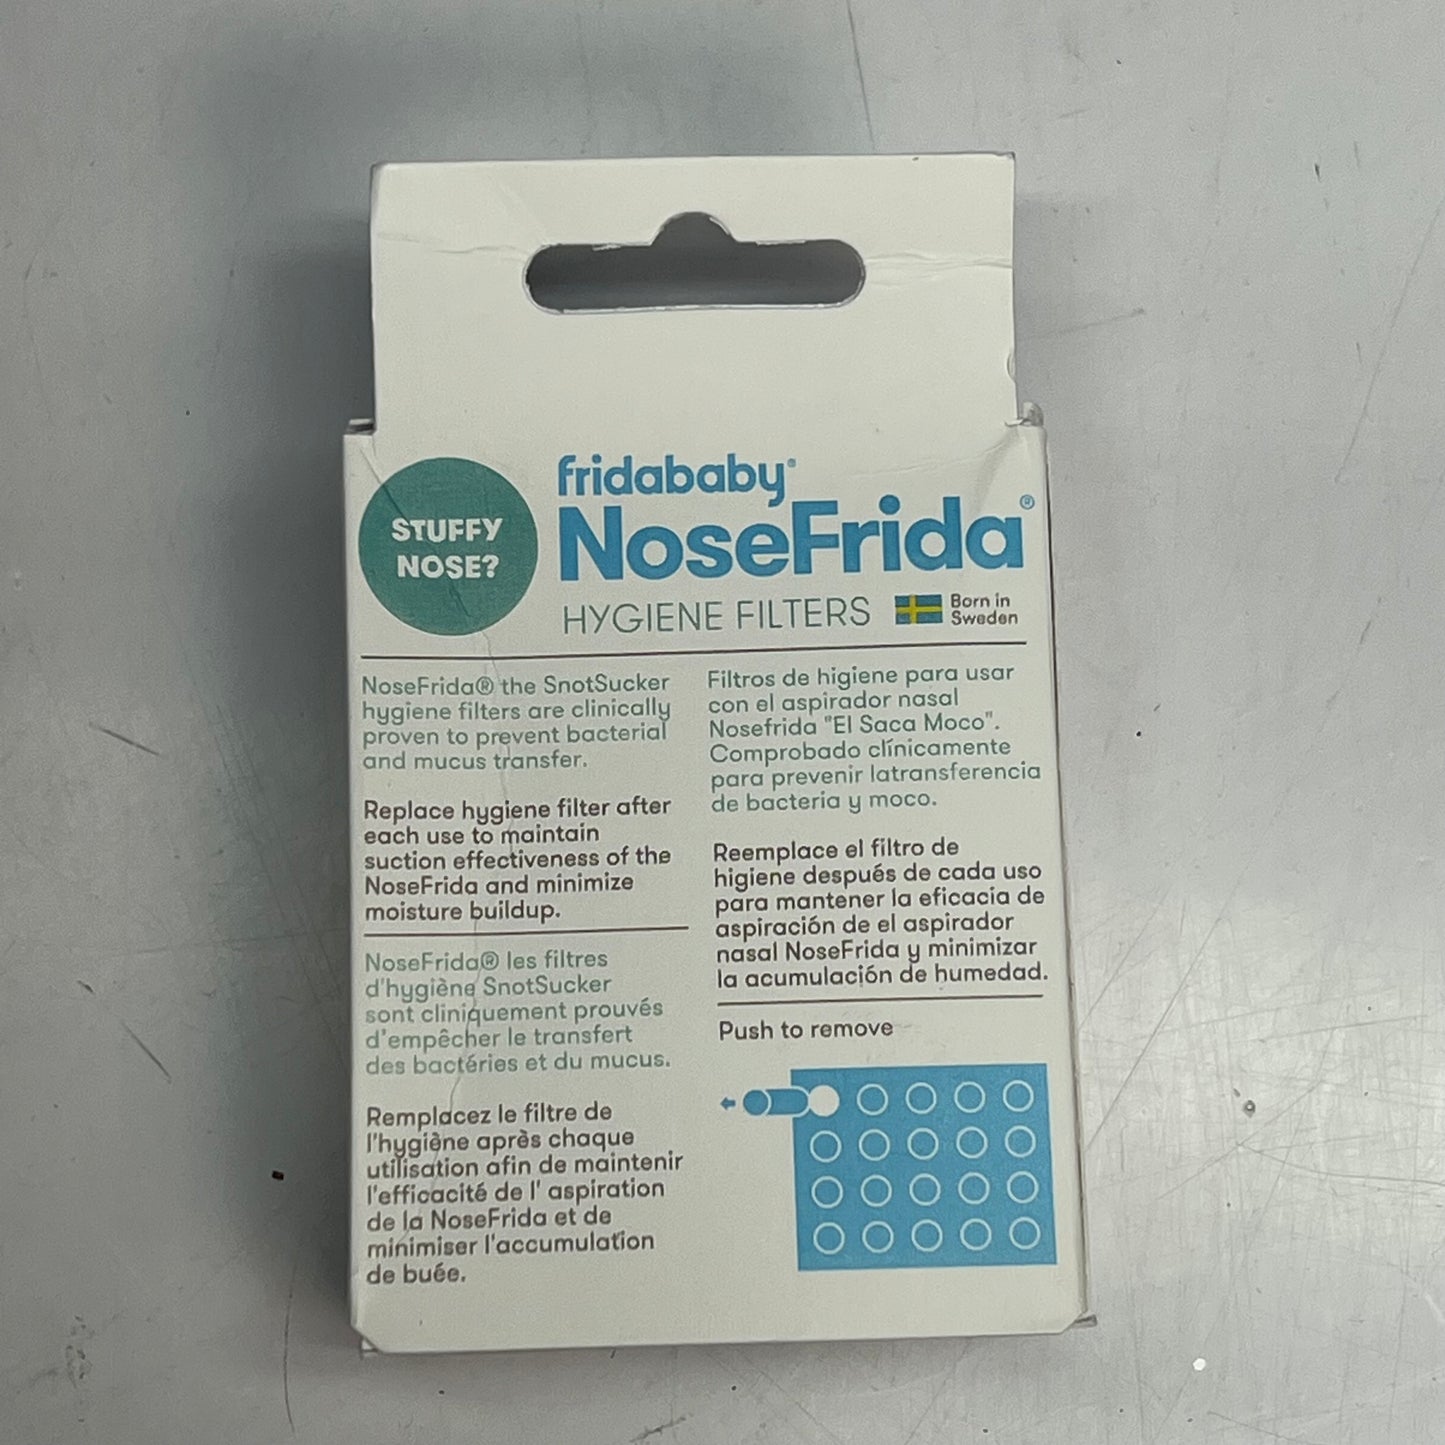 STUFFY
NOSE?
fridababy®
NoseFrida®
HYGIENE FILTERS
Born in
Sweden
NoseFrida® the SnotSucker
hygiene filters are clinically
proven to prevent bacterial
and mucus transfer.
Replace hygiene filter after
each use to maintain
suction effectiveness of the
NoseFrida and minimize
moisture buildup.
NoseFrida® les filtres
d'hygiène SnotSucker
sont cliniquement prouvés
d'empêcher le transfert
des bactéries et du mucus.
Remplacez le filtre de
l'hygiène après chaque
utilisation afin de maintenir
l'efficacité de l' aspiration
de la NoseFrida et de
minimiser l'accumulation
de buée.
Filtros de higiene para usar
con el aspirador nasal
Nosefrida "El Saca Moco".
Comprobado clínicamente
para prevenir latransferencia
de bacteria y moco.
Reemplace el filtro de
higiene después de cada uso
para mantener la eficacia de
aspiración de el aspirador
nasal NoseFrida y minimizar
la acumulación de humedad.
Push to remove